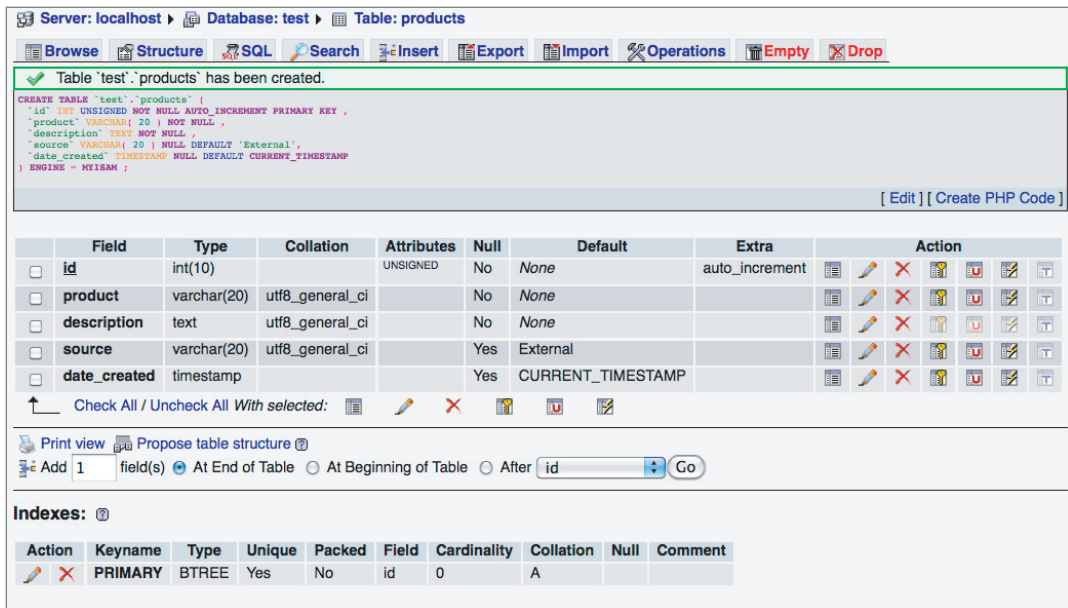 Server: localhost Database: test Table: products
Browse Structure SQL Search Insert Export Import Operations Empty Drop
Table `test`.`products` has been created.
CREATE TABLE `test`.`products` (
`id` INT UNSIGNED NOT NULL AUTO_INCREMENT PRIMARY KEY ,
`product` VARCHAR( 20 ) NOT NULL ,
`description` TEXT NOT NULL ,
`source` VARCHAR( 20 ) NULL DEFAULT 'External',
`date_created` TIMESTAMP NULL DEFAULT CURRENT_TIMESTAMP
) ENGINE = MYISAM ;
[ Edit ] [ Create PHP Code ]
Field Type Collation Attributes Null Default Extra Action
id int(10) UNSIGNED No None auto_increment
product varchar(20) utf8_general_ci No None
description text utf8_general_ci No None
source varchar(20) utf8_general_ci Yes External
date_created timestamp Yes CURRENT_TIMESTAMP
Check All / Uncheck All With selected:
Print view Propose table structure
Add 1 field(s) At End of Table At Beginning of Table After id Go
Indexes:
Action Keyname Type Unique Packed Field Cardinality Collation Null Comment
PRIMARY BTREE Yes No id 0 A